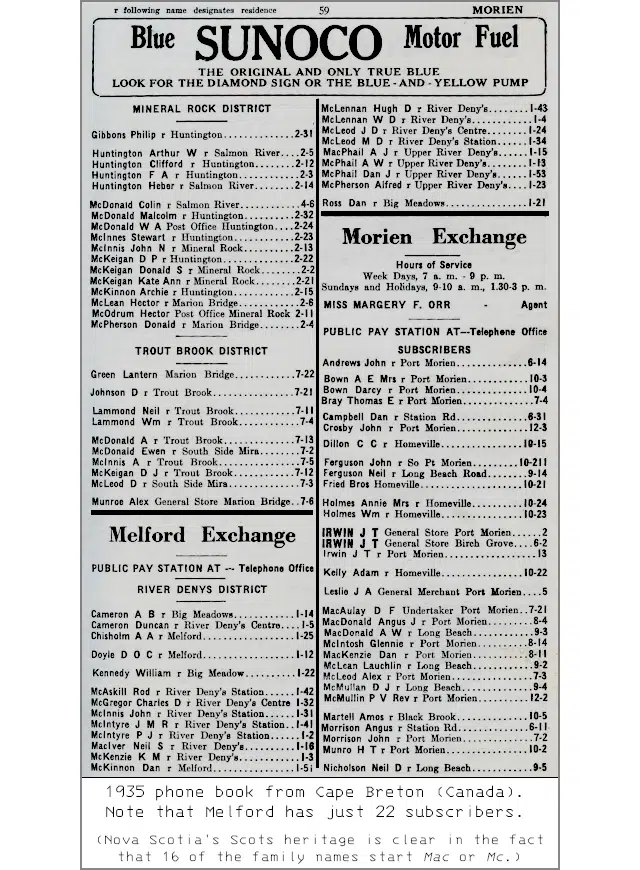 r following name designates residence 59 MORIEN
Blue SUNOCO Motor Fuel
THE ORIGINAL AND ONLY TRUE BLUE
LOOK FOR THE DIAMOND SIGN OR THE BLUE-AND-YELLOW PUMP
MINERAL ROCK DISTRICT
Gibbons Philip r Huntington.............2-31
Huntington Arthur W r Salmon River....2-5
Huntington Clifford r Huntington.........2-12
Huntington F A r Huntington..............2-3
Huntington Heber r Salmon River........2-14
McDonald Colin r Salmon River...........4-6
McDonald Malcolm r Huntington.........2-32
McDonald W A Post Office Huntington....2-24
McInnes Stewart r Huntington...........2-23
McInnis John N r Mineral Rock...........2-13
McKeigan D P r Huntington..............2-22
McKeigan Donald S r Mineral Rock.......2-2
McKeigan Kate Ann r Mineral Rock.......2-21
McKinnon Archie r Huntington...........2-15
McLean Hector r Marion Bridge...........2-6
McOdrum Hector Post Office Mineral Rock 2-11
McPherson Donald r Marion Bridge........2-4
TROUT BROOK DISTRICT
Green Lantern Marion Bridge............7-22
Johnson D r Trout Brook................7-21
Lammond Neil r Trout Brook.............7-11
Lammond Wm r Trout Brook..............7-4
McDonald A r Trout Brook...............7-13
McDonald Ewen r South Side Mira........7-2
McInnis A r Trout Brook.................7-5
McKeigan D J r Trout Brook.............7-12
McLeod D r South Side Mira.............7-3
Munroe Alex General Store Marion Bridge..7-6
Melford Exchange
PUBLIC PAY STATION AT -- Telephone Office
RIVER DENYS DISTRICT
Cameron A B r Big Meadows..............1-14
Cameron Duncan r River Denys Centre....1-5
Chisholm A A r Melford.................1-25
Doyle D O C r Melford..................1-12
Kennedy William r Big Meadow..........1-22
McAskill Rod r River Deny's Station......1-42
McGregor Charles D r River Deny's Centre 1-32
McInnis John r River Deny's Station......1-31
McIntyre J M R r River Deny's Station..1-41
McIntyre P J r River Deny's Station......1-2
MacIver Neil S r River Deny's...........1-16
McKenzie K M r River Deny's............1-3
McKinnon Dan r Melford................1-51
McLennan Hugh D r River Deny's........1-43
McLennan W D r River Deny's...........1-4
McLeod J D r River Deny's Centre.......1-24
McLeod M D r River Deny's Station......1-34
MacPhail A J r Upper River Deny's......1-15
McPhail A W r Upper River Deny's......1-13
McPhail Dan J r Upper River Deny's.....1-53
McPherson Alfred r Upper River Deny's....1-23
Ross Dan r Big Meadows................1-21
Morien Exchange
Hours of Service
Week Days, 7 a. m. - 9 p. m.
Sundays and Holidays, 9-10 a. m., 1.30-3 p. m.
MISS MARGERY F. ORR - Agent
PUBLIC PAY STATION AT--Telephone Office
SUBSCRIBERS
Andrews John r Port Morien.............6-14
Bown A E Mrs r Port Morien............10-3
Bown Darcy r Port Morien..............10-4
Bray Thomas E r Port Morien............7-4
Campbell Dan r Station Rd..............6-31
Crosby John r Port Morien..............12-3
Dillon C C r Homeville.................10-15
Ferguson John r So Pt Morien.........10-211
Ferguson Neil r Long Beach Road........9-14
Fried Bros Homeville...................10-21
Holmes Annie Mrs r Homeville..........10-24
Holmes Wm r Homeville................10-23
IRWIN J T General Store Port Morien......2
IRWIN J T General Store Birch Grove....6-2
Irwin J T r Port Morien.................13
Kelly Adam r Homeville................10-22
Leslie J A General Merchant Port Morien....5
MacAulay D F Undertaker Port Morien..7-21
MacDonald Angus J r Port Morien........8-4
MacDonald A W r Long Beach............9-3
McIntosh Glennie r Port Morien.........8-14
MacKenzie Dan r Port Morien...........8-11
McLean Lauchlin r Long Beach..........9-2
McLeod Alex r Port Morien..............7-3
McMullan D J r Long Beach.............9-4
McMullin P V Rev r Port Morien........12-2
Martell Amos r Black Brook.............10-5
Morrison Angus r Station Rd............6-11
Morrison John r Port Morien.............7-2
Munro H T r Port Morien..............10-2
Nicholson Neil D r Long Beach...........9-5
1935 phone book from Cape Breton (Canada).
Note that Melford has just 22 subscribers.
(Nova Scotia's Scots heritage is clear in the fact
that 16 of the family names start Mac or Mc.)